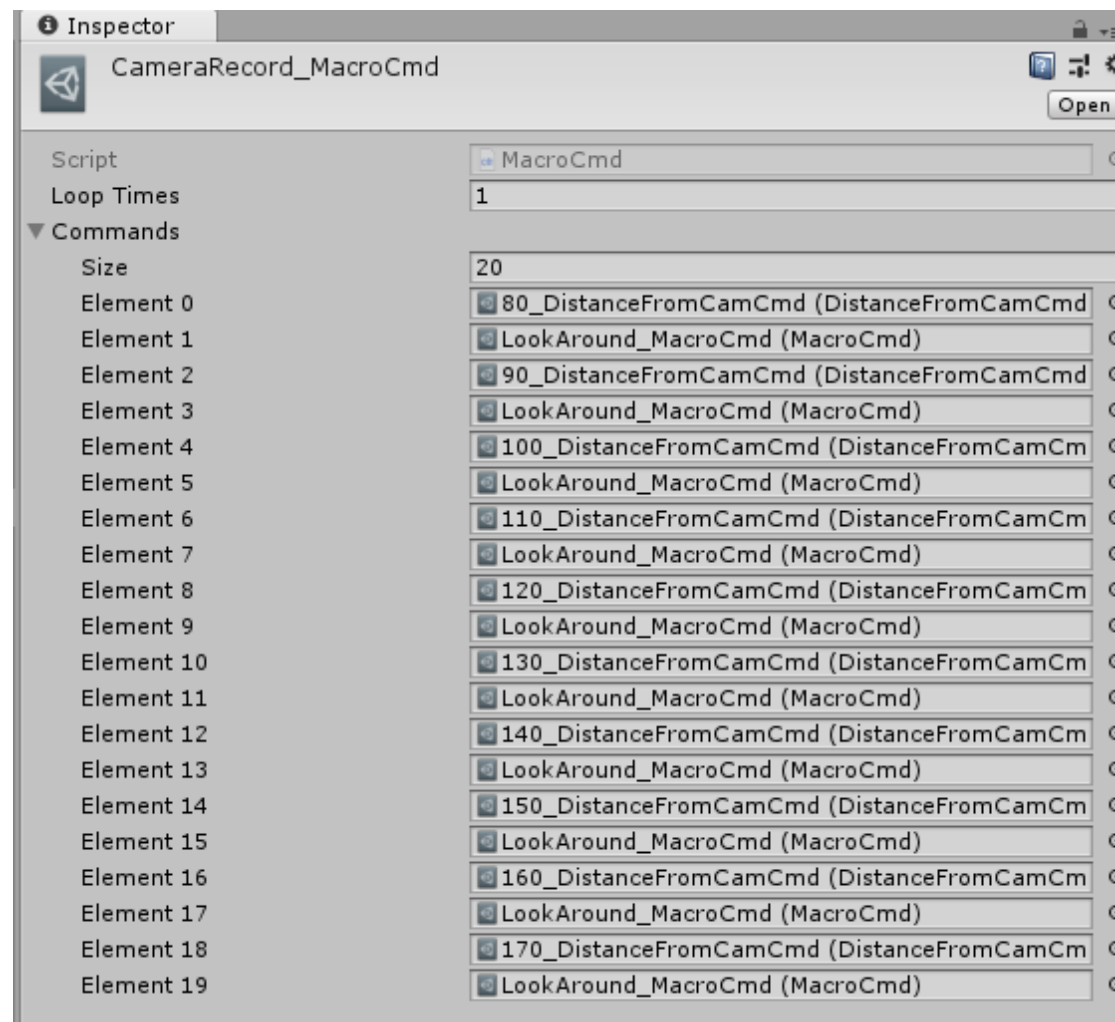 Inspector
CameraRecord_MacroCmd
Open
Script MacroCmd
Loop Times 1
Commands
Size 20
Element 0 80_DistanceFromCamCmd (DistanceFromCamCmd
Element 1 LookAround_MacroCmd (MacroCmd)
Element 2 90_DistanceFromCamCmd (DistanceFromCamCmd
Element 3 LookAround_MacroCmd (MacroCmd)
Element 4 100_DistanceFromCamCmd (DistanceFromCamCm
Element 5 LookAround_MacroCmd (MacroCmd)
Element 6 110_DistanceFromCamCmd (DistanceFromCamCm
Element 7 LookAround_MacroCmd (MacroCmd)
Element 8 120_DistanceFromCamCmd (DistanceFromCamCm
Element 9 LookAround_MacroCmd (MacroCmd)
Element 10 130_DistanceFromCamCmd (DistanceFromCamCm
Element 11 LookAround_MacroCmd (MacroCmd)
Element 12 140_DistanceFromCamCmd (DistanceFromCamCm
Element 13 LookAround_MacroCmd (MacroCmd)
Element 14 150_DistanceFromCamCmd (DistanceFromCamCm
Element 15 LookAround_MacroCmd (MacroCmd)
Element 16 160_DistanceFromCamCmd (DistanceFromCamCm
Element 17 LookAround_MacroCmd (MacroCmd)
Element 18 170_DistanceFromCamCmd (DistanceFromCamCm
Element 19 LookAround_MacroCmd (MacroCmd)